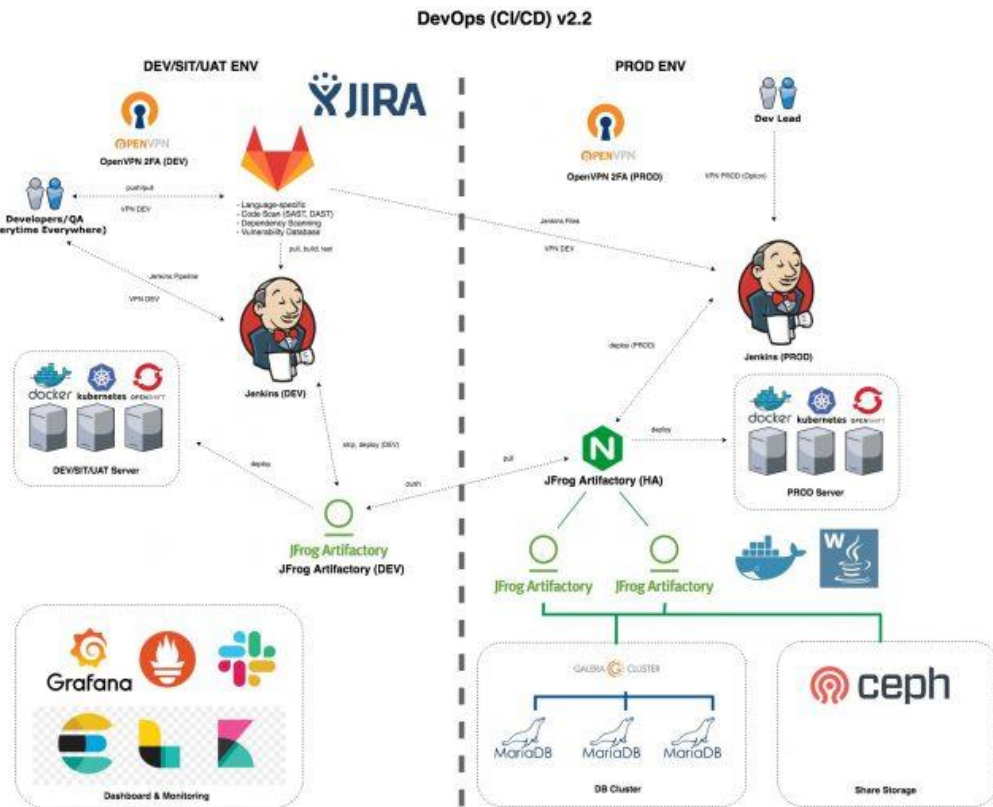 DevOps (CI/CD) v2.2
DEV/SIT/UAT ENV
PROD ENV
JIRA
OPENVPN
OpenVPN 2FA (DEV)
OPENVPN
OpenVPN 2FA (PROD)
Dev Lead
VPN PROD (Option)
push/pull
VPN DEV
Developers/QA
erytime Everywhere)
- Language-specific
- Code Scan (SAST, DAST)
- Dependency Scanning
- Vulnerability Database
pull, build, test
Jenkins Files
VPN DEV
Jenkins Pipeline
VPN DEV
Jenkins (DEV)
Jenkins (PROD)
deploy (PROD)
docker
kubernetes
OPENSHIFT
DEV/SIT/UAT Server
deploy
deploy (DEV)
push
pull
JFrog Artifactory
JFrog Artifactory (DEV)
JFrog Artifactory (HA)
deploy
docker
kubernetes
OPENSHIFT
PROD Server
JFrog Artifactory
JFrog Artifactory
W
Grafana
Dashboard & Monitoring
GALERA CLUSTER
MariaDB
MariaDB
MariaDB
DB Cluster
ceph
Share Storage